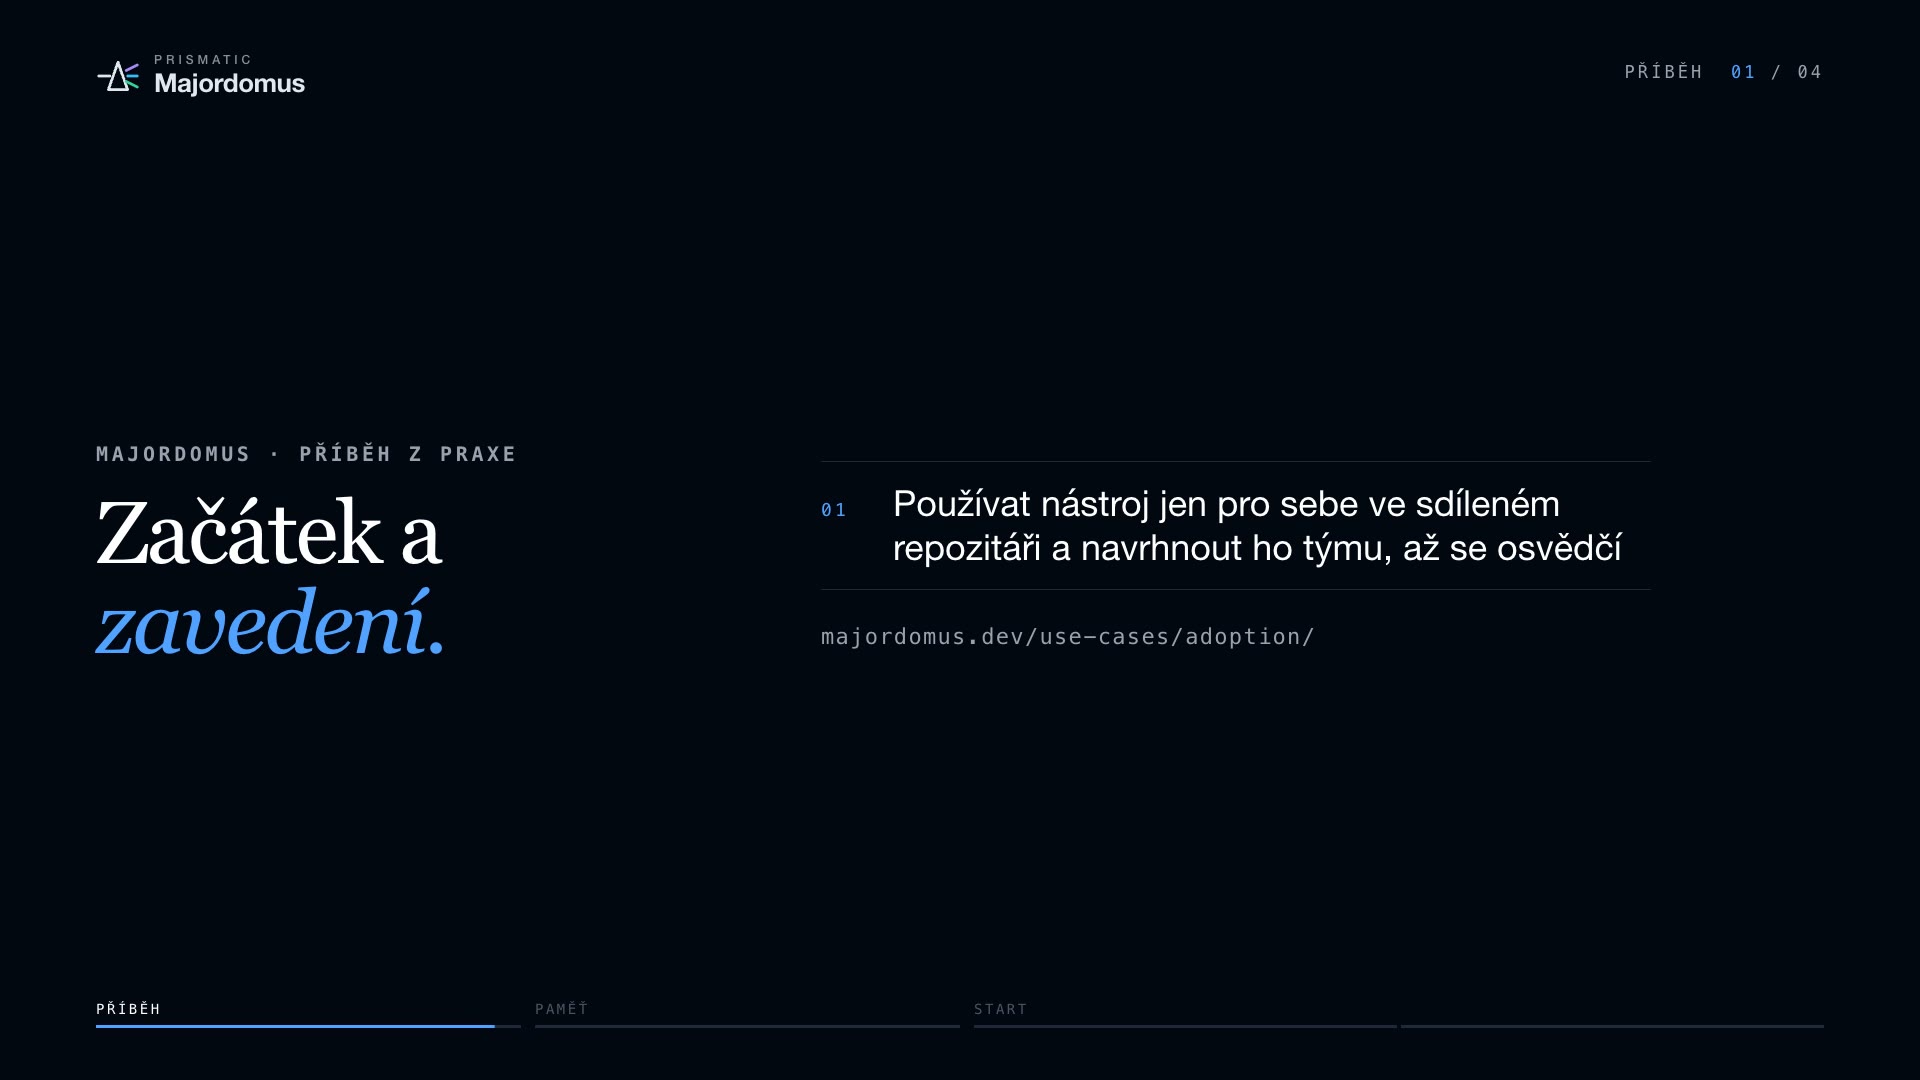 PRISMATIC
Majordomus
PŘÍBĚH 01 / 04
MAJORDOMUS · PŘÍBĚH Z PRAXE
Začátek a
zavedení.
01 Používat nástroj jen pro sebe ve sdíleném
repozitáři a navrhnout ho týmu, až se osvědčí
majordomus.dev/use-cases/adoption/
PŘÍBĚH
PAMĚŤ
START